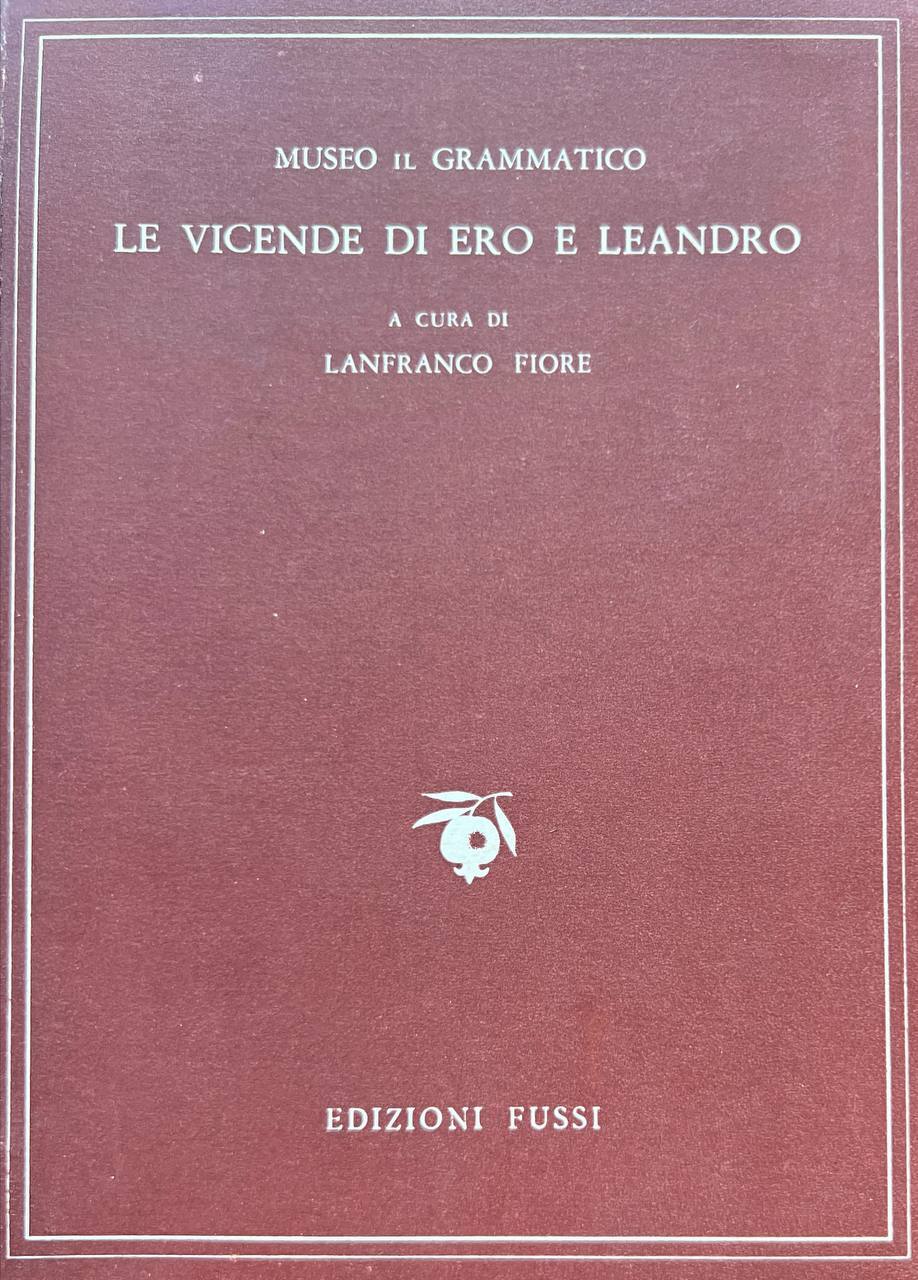 MUSEO IL GRAMMATICO
LE VICENDE DI ERO E LEANDRO
A CURA DI
LANFRANCO FIORE
EDIZIONI FUSSI